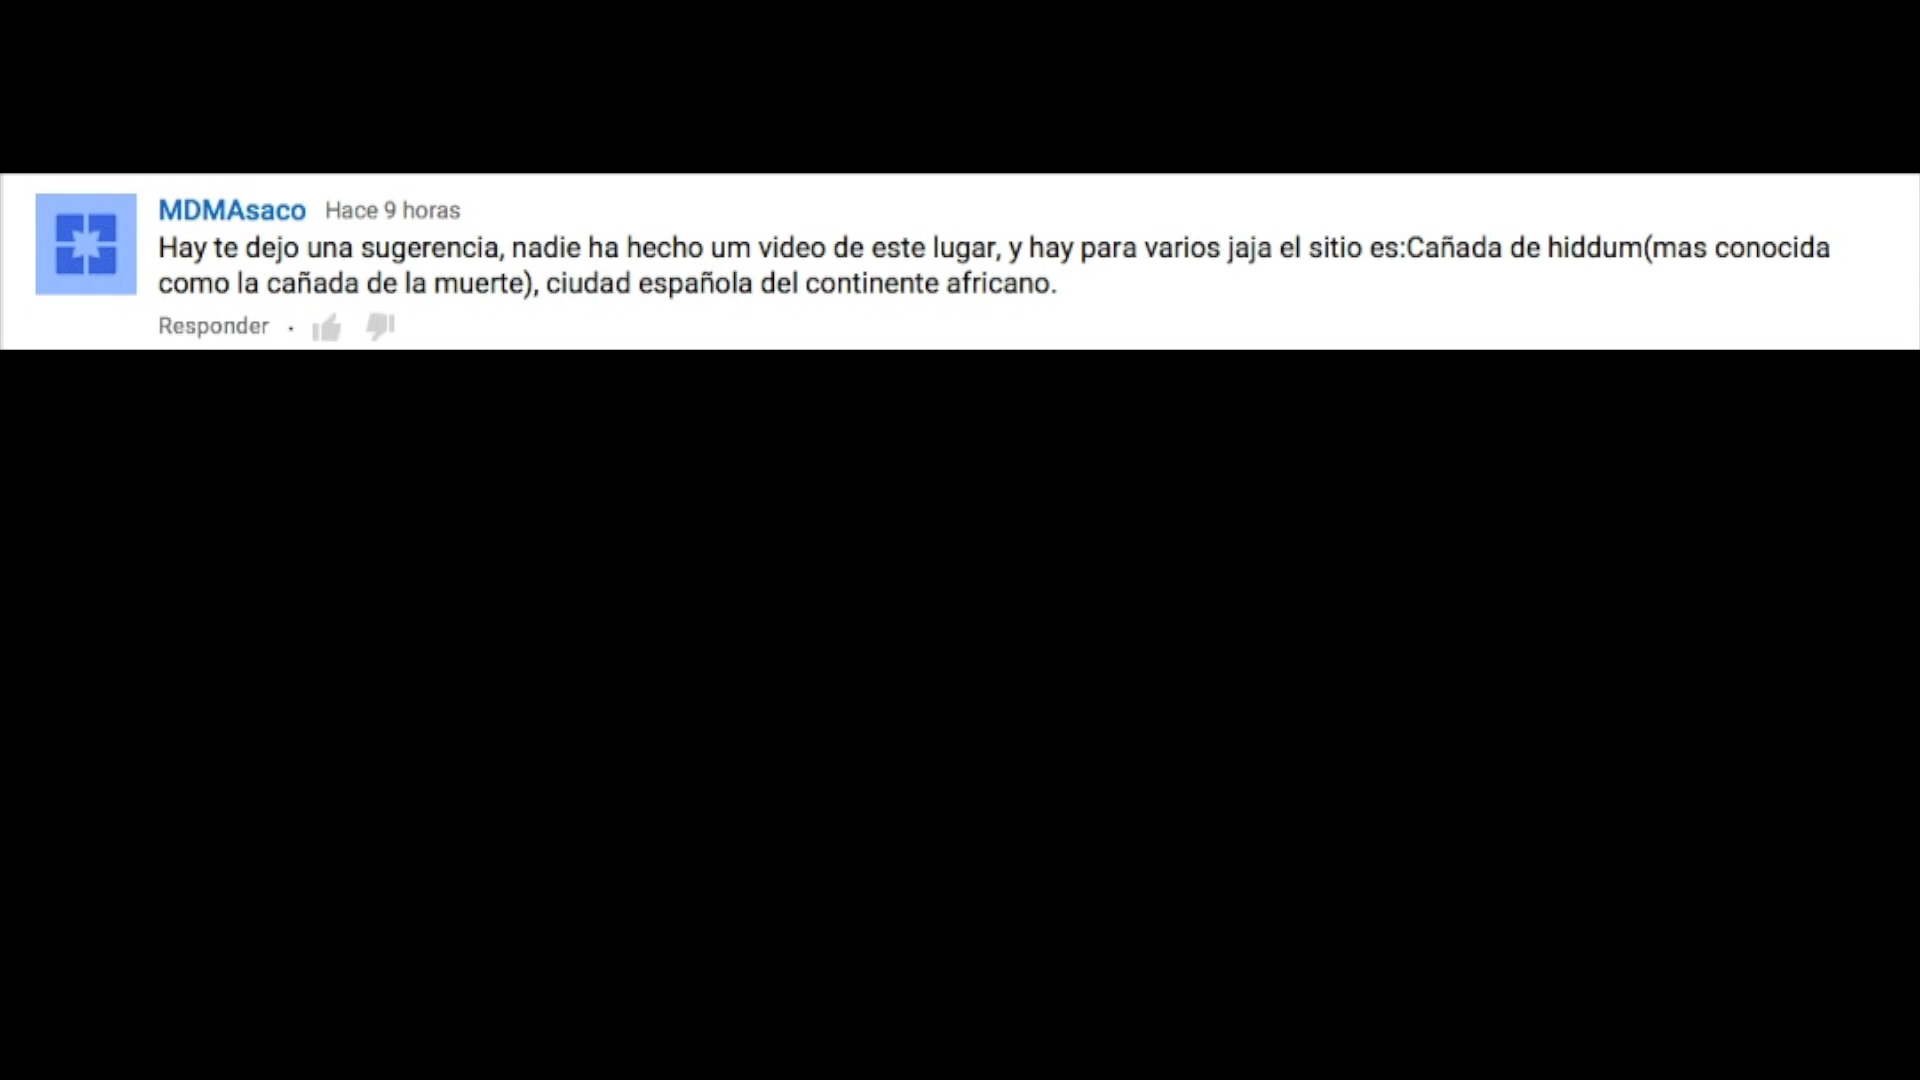 MDMAsaco Hace 9 horas
Hay te dejo una sugerencia, nadie ha hecho um video de este lugar, y hay para varios jaja el sitio es:Cañada de hiddum(mas conocida
como la cañada de la muerte), ciudad española del continente africano.
Responder ·